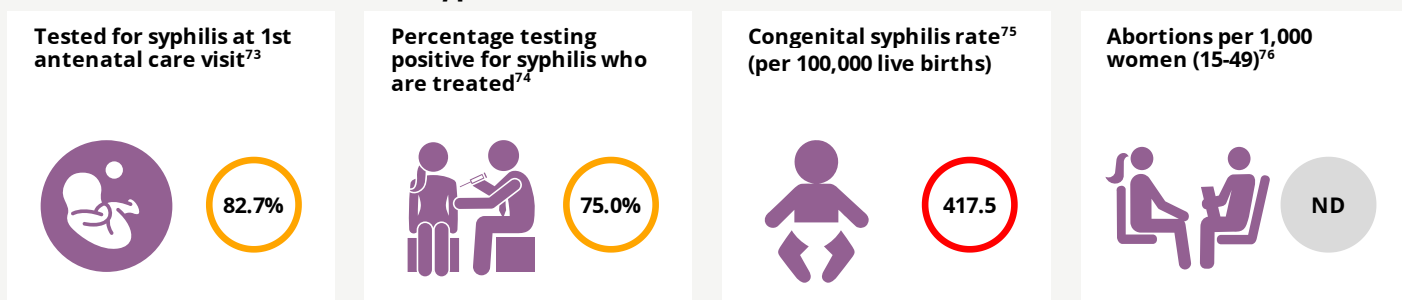 Tested for syphilis at 1st
antenatal care visit⁷³
82.7%
Percentage testing
positive for syphilis who
are treated⁷⁴
75.0%
Congenital syphilis rate⁷⁵
(per 100,000 live births)
417.5
Abortions per 1,000
women (15-49)⁷⁶
ND